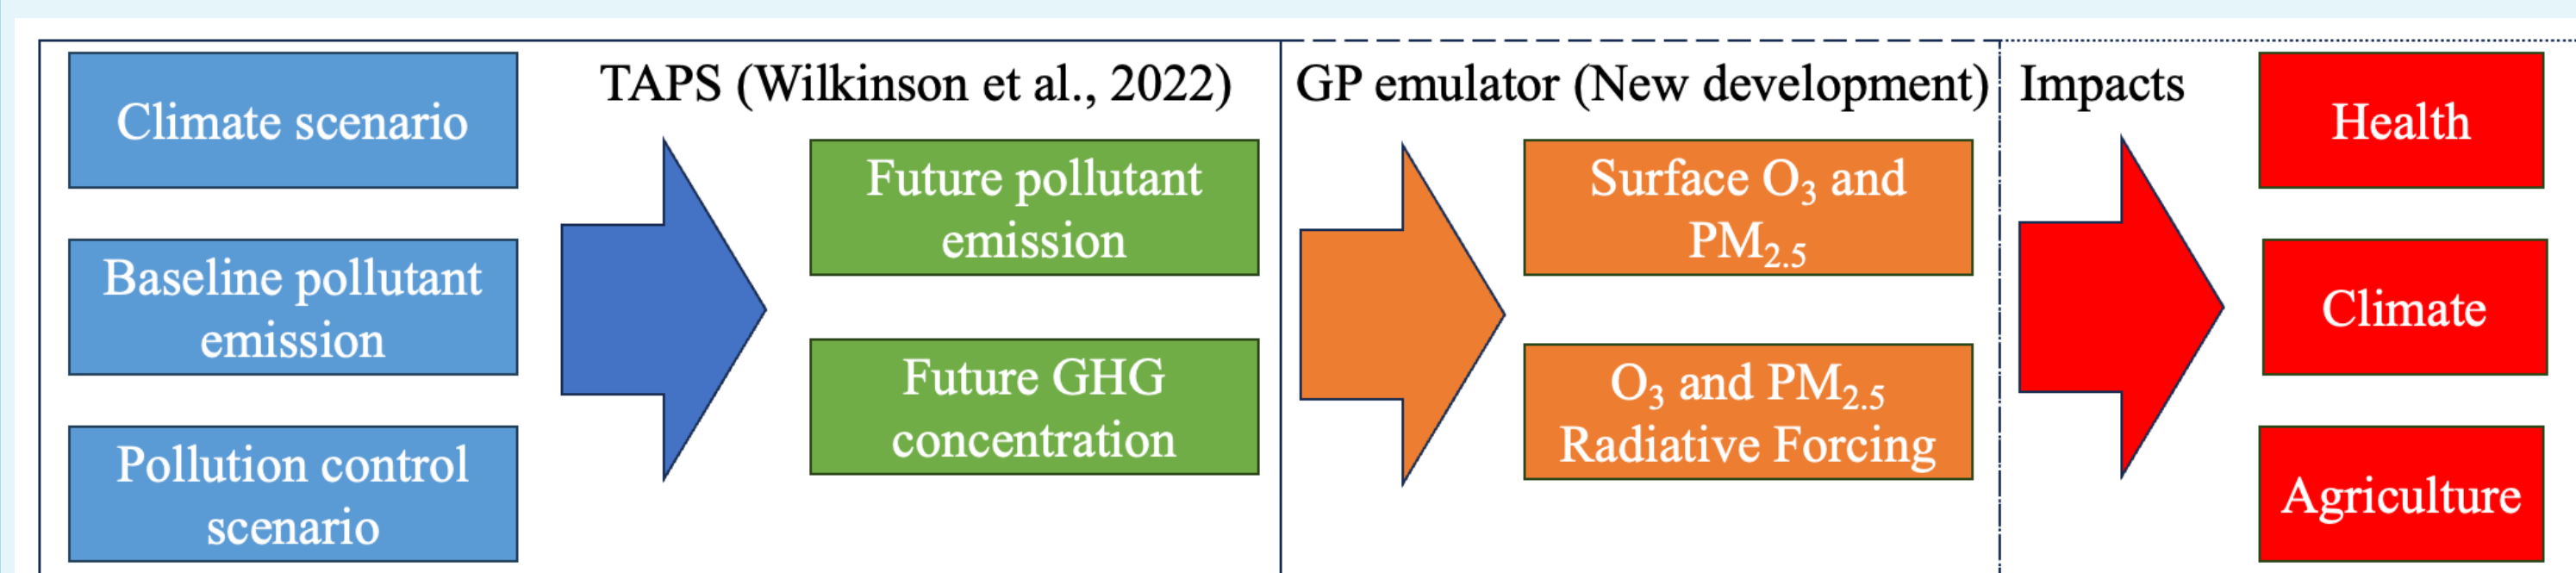 Climate scenario
Baseline pollutant
emission
Pollution control
scenario
TAPS (Wilkinson et al., 2022)
Future pollutant
emission
Future GHG
concentration
GP emulator (New development)
Surface O₃ and
PM₂.₅
O₃ and PM₂.₅
Radiative Forcing
Impacts
Health
Climate
Agriculture